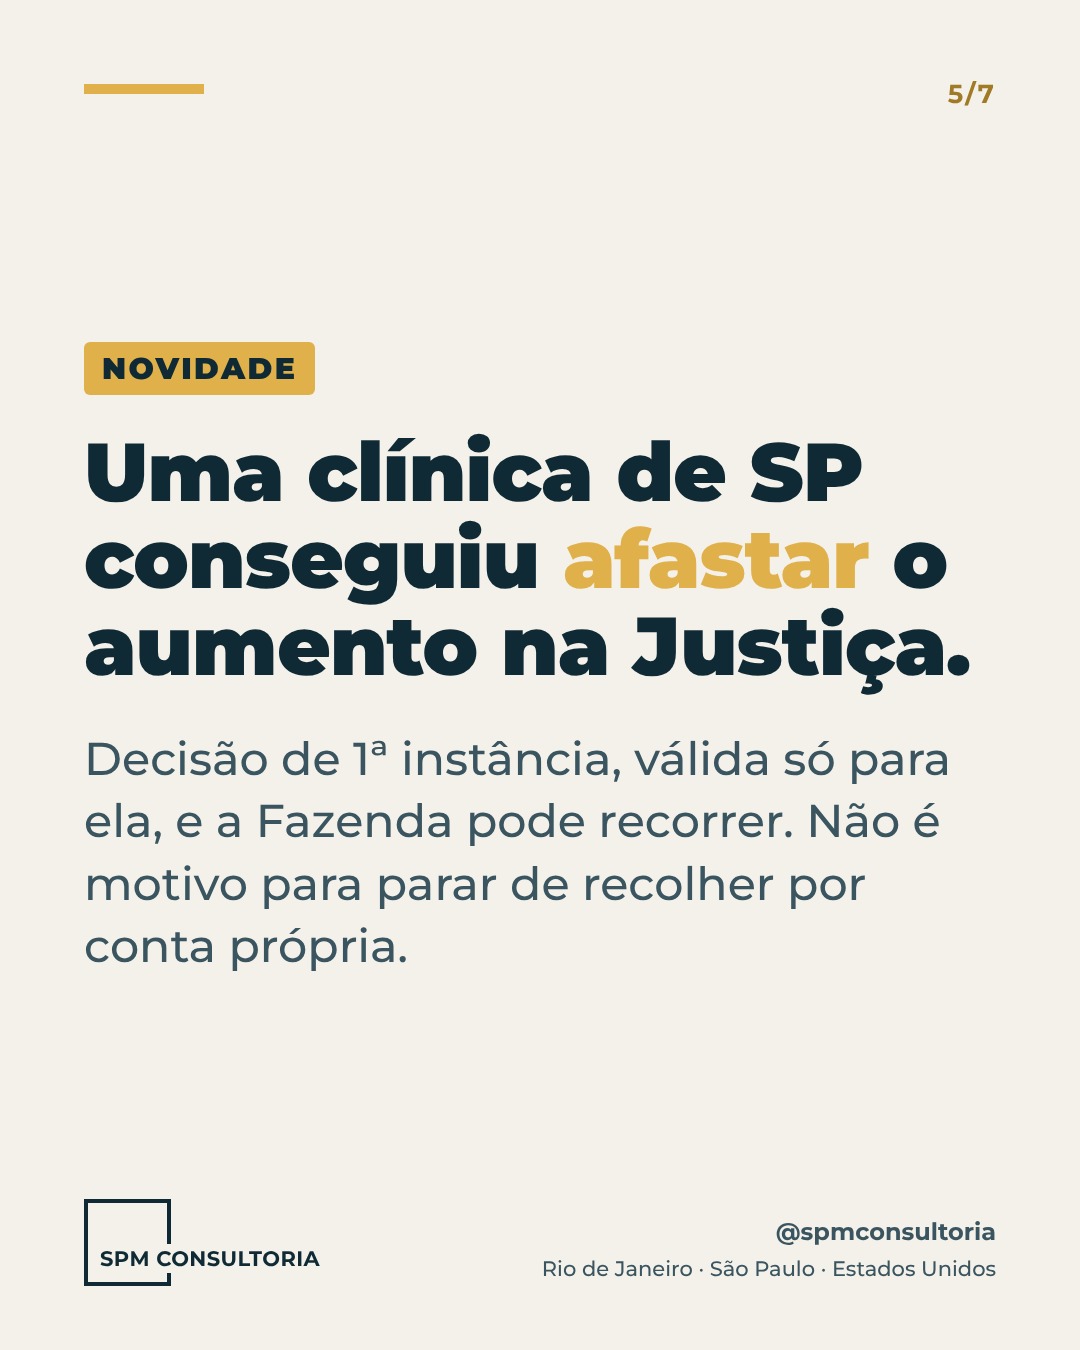 5/7
NOVIDADE
Uma clínica de SP
conseguiu afastar o
aumento na Justiça.
Decisão de 1ª instância, válida só para
ela, e a Fazenda pode recorrer. Não é
motivo para parar de recolher por
conta própria.
SPM CONSULTORIA
@spmconsultoria
Rio de Janeiro · São Paulo · Estados Unidos